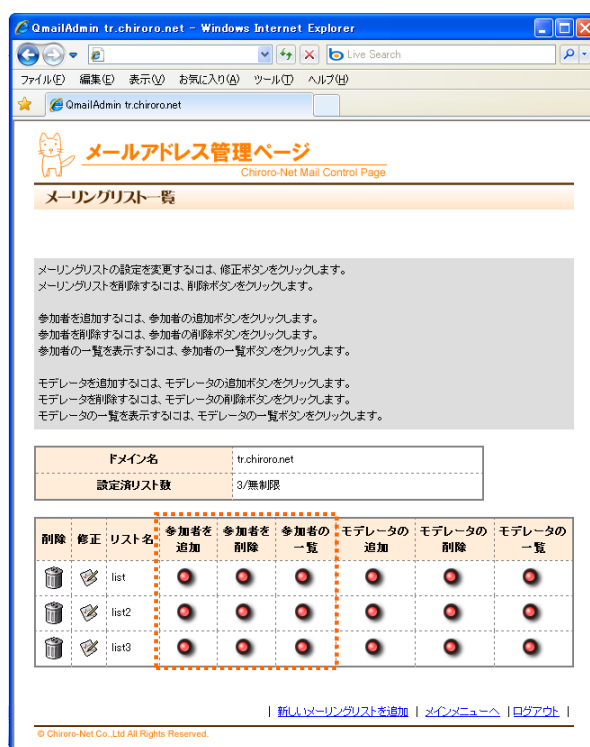 QmailAdmin tr.chiroro.net - Windows Internet Explorer
Live Search
ファイル(F) 編集(E) 表示(V) お気に入り(A) ツール(T) ヘルプ(H)
QmailAdmin tr.chiroro.net
メールアドレス管理ページ
Chiroro-Net Mail Control Page
メーリングリスト一覧
メーリングリストの設定を変更するには、修正ボタンをクリックします。
メーリングリストを削除するには、削除ボタンをクリックします。
参加者を追加するには、参加者の追加ボタンをクリックします。
参加者を削除するには、参加者の削除ボタンをクリックします。
参加者の一覧を表示するには、参加者の一覧ボタンをクリックします。
モデレータを追加するには、モデレータの追加ボタンをクリックします。
モデレータを削除するには、モデレータの削除ボタンをクリックします。
モデレータの一覧を表示するには、モデレータの一覧ボタンをクリックします。
ドメイン名 tr.chiroro.net
設定済リスト数 3/無制限
削除 修正 リスト名 参加者を追加 参加者を削除 参加者の一覧 モデレータの追加 モデレータの削除 モデレータの一覧
list
list2
list3
| 新しいメーリングリストを追加 | メインメニューへ | ログアウト |
© Chiroro-Net Co.,Ltd All Rights Reserved.